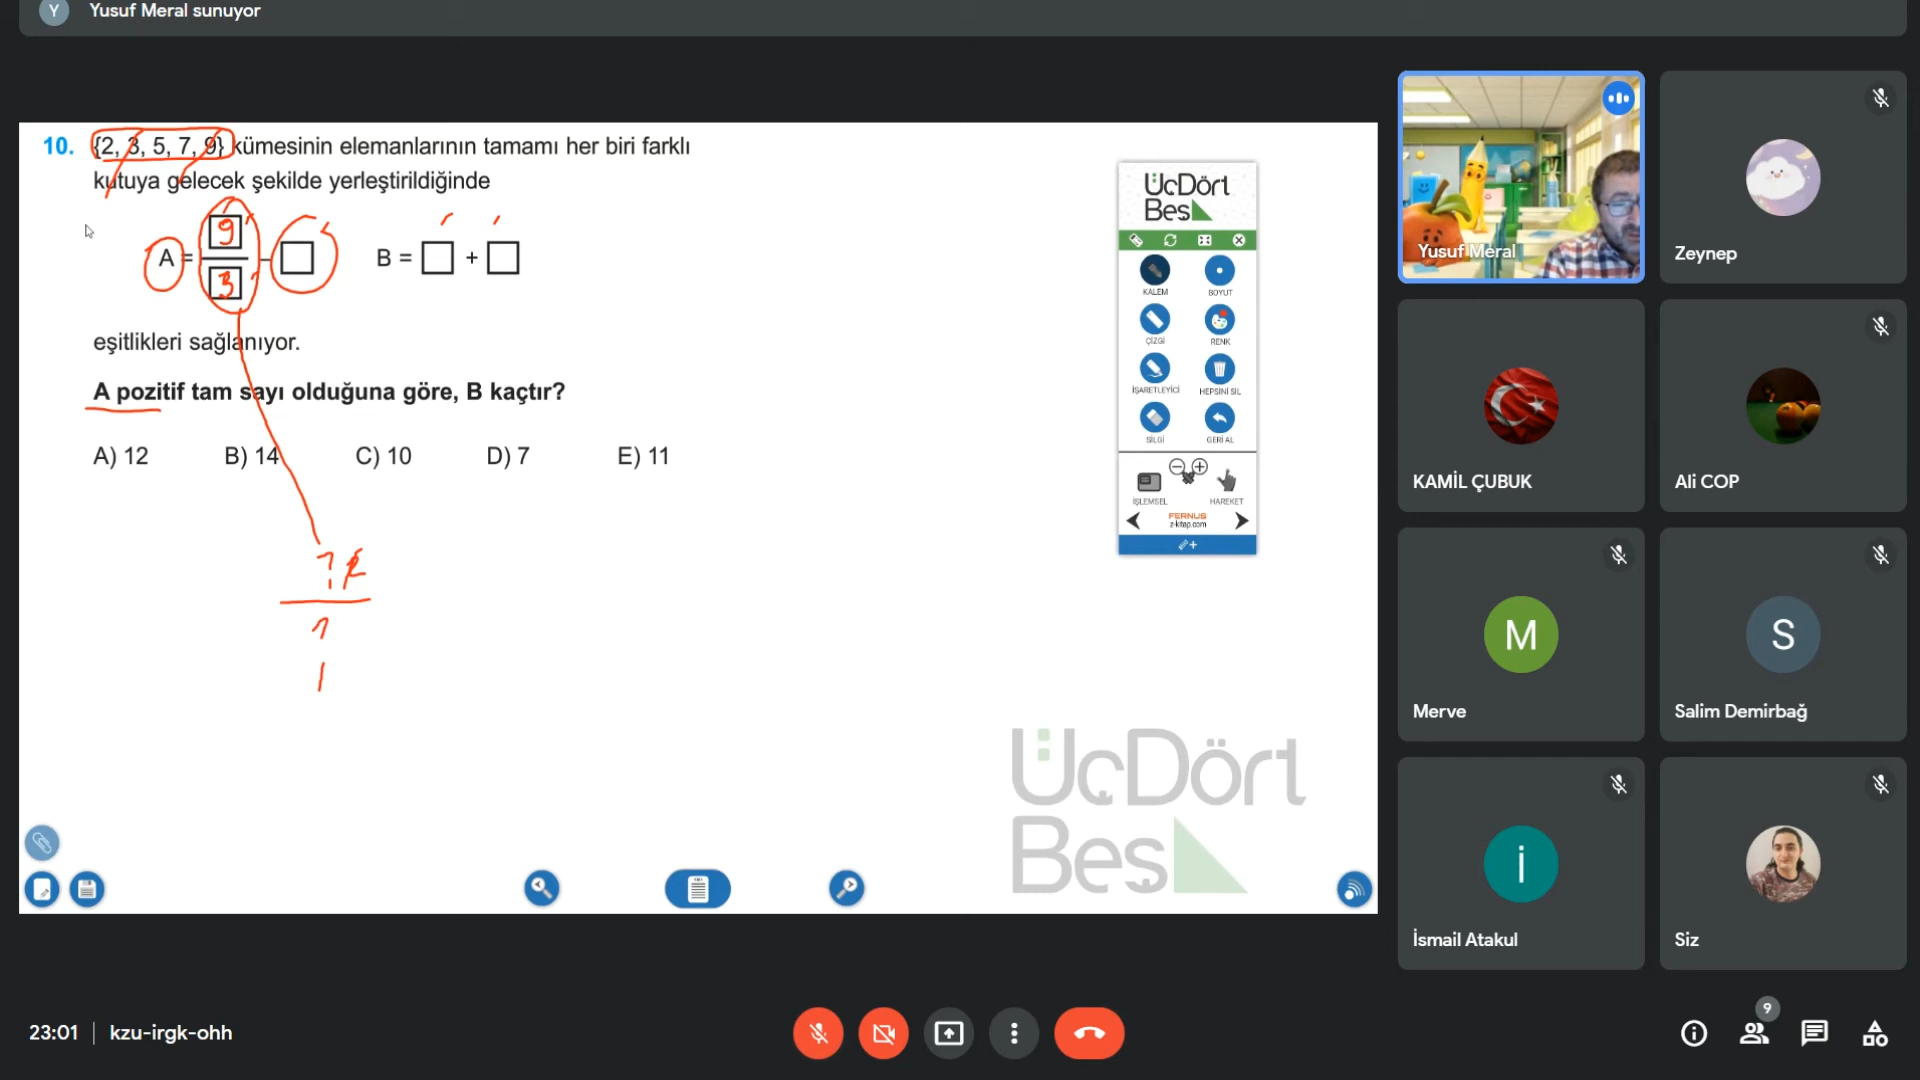 Y Yusuf Meral sunuyor
10. {2, 3, 5, 7, 9} kümesinin elemanlarının tamamı her biri farklı
kutuya gelecek şekilde yerleştirildiğinde
A = 9 / 3 - □ B = □ + □
eşitlikleri sağlanıyor.
A pozitif tam sayı olduğuna göre, B kaçtır?
A) 12 B) 14 C) 10 D) 7 E) 11
ÜçDört
Beş
KALEM BOYUT
ÇİZGİ RENK
İŞARETLEYİCİ HEPSİNİ SİL
SİLGİ GERİ AL
İŞLEMSEL HAREKET
FERNUS
z-kitap.com
ÜçDört
Beş
Yusuf Meral
Zeynep
KAMİL ÇUBUK
Ali COP
M
Merve
S
Salim Demirbağ
İ
İsmail Atakul
Siz
23:01 | kzu-irgk-ohh
9